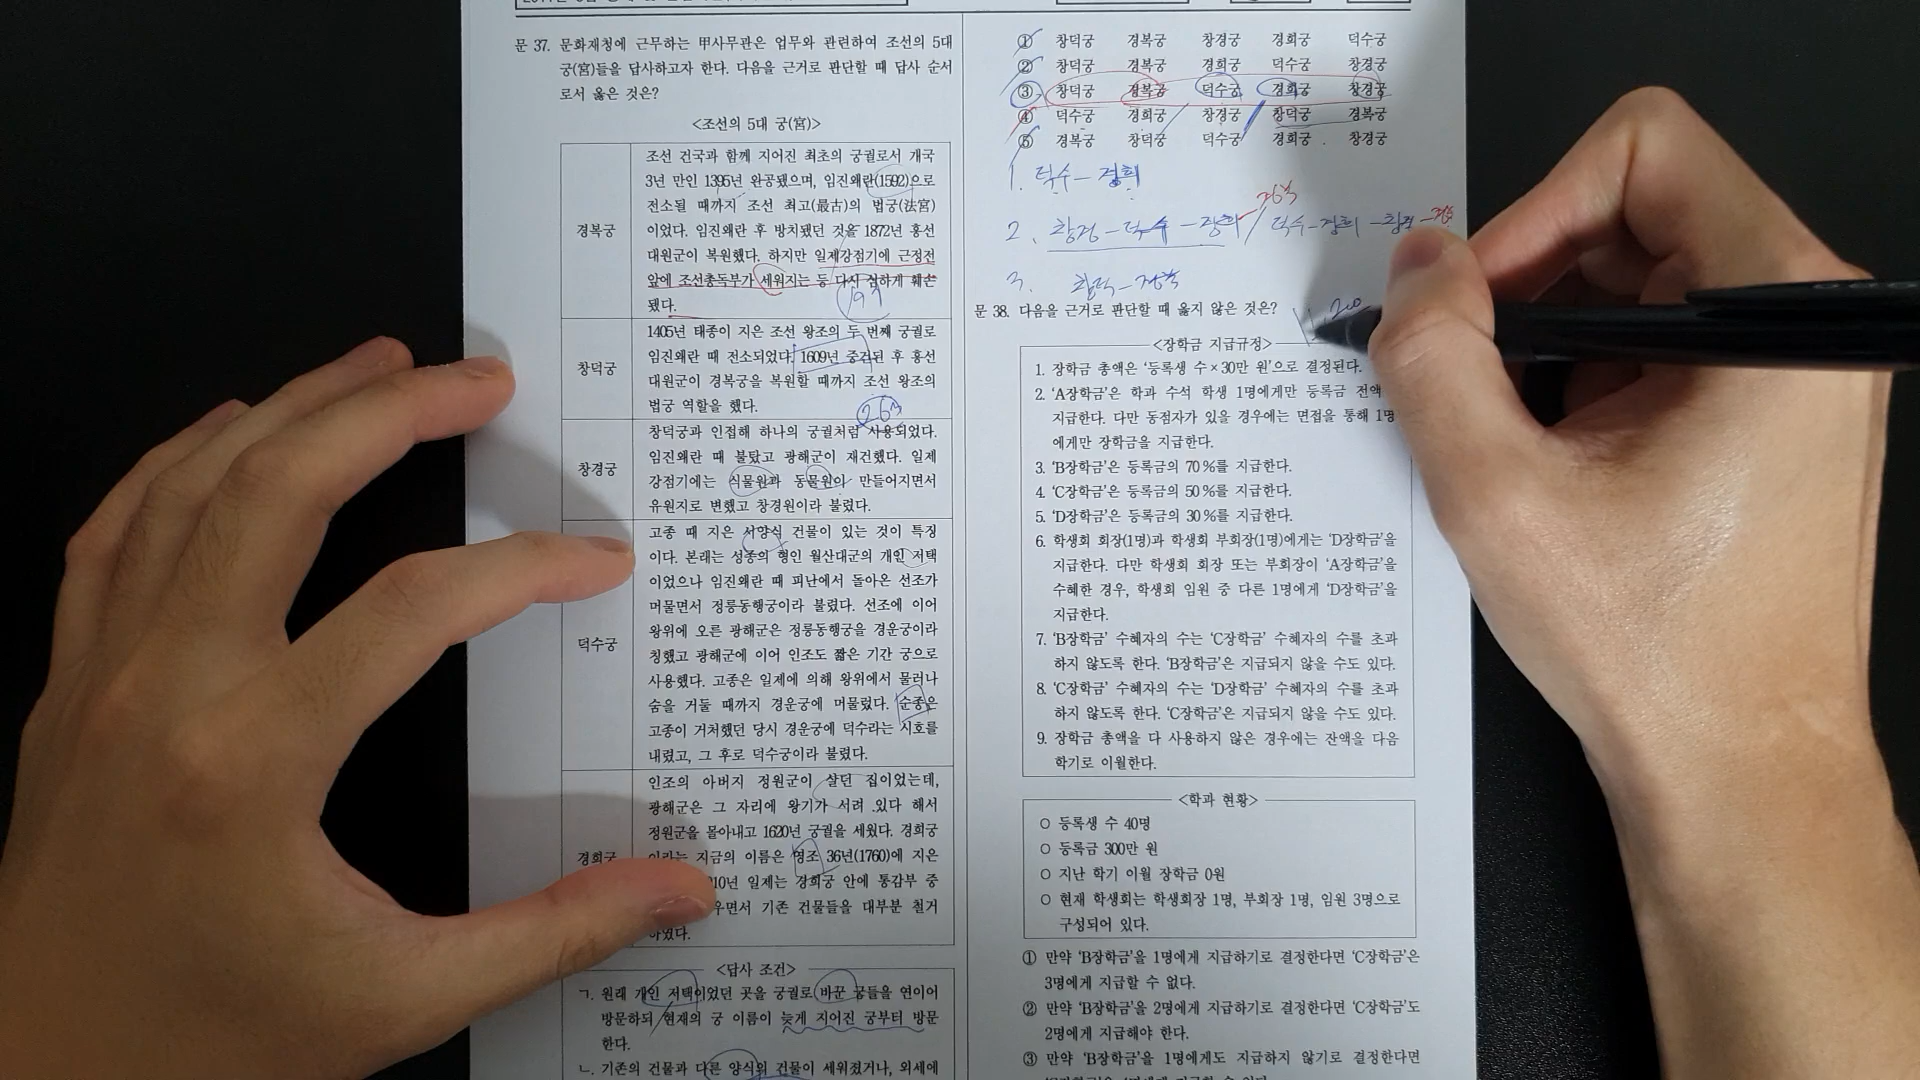 문 37. 문화재청에 근무하는 甲사무관은 업무와 관련하여 조선의 5대
궁(宮)들을 답사하고자 한다. 다음을 근거로 판단할 때 답사 순서
로서 옳은 것은?
<조선의 5대 궁(宮)>
경복궁
조선 건국과 함께 지어진 최초의 궁궐로서 개국
3년 만인 1395년 완공됐으며, 임진왜란(1592)으로
전소될 때까지 조선 최고(最古)의 법궁(法宮)
이었다. 임진왜란 후 방치됐던 것을 1872년 흥선
대원군이 복원했다. 하지만 일제강점기에 근정전
앞에 조선총독부가 세워지는 등 다시 심하게 훼손
됐다.
창덕궁
1405년 태종이 지은 조선 왕조의 두 번째 궁궐로
임진왜란 때 전소되었다. 1609년 중건된 후 흥선
대원군이 경복궁을 복원할 때까지 조선 왕조의
법궁 역할을 했다.
창경궁
창덕궁과 인접해 하나의 궁궐처럼 사용되었다.
임진왜란 때 불탔고 광해군이 재건했다. 일제
강점기에는 식물원과 동물원이 만들어지면서
유원지로 변했고 창경원이라 불렸다.
덕수궁
고종 때 지은 서양식 건물이 있는 것이 특징
이다. 본래는 성종의 형인 월산대군의 개인 저택
이었으나 임진왜란 때 피난에서 돌아온 선조가
머물면서 정릉동행궁이라 불렸다. 선조에 이어
왕위에 오른 광해군은 정릉동행궁을 경운궁이라
칭했고 광해군에 이어 인조도 짧은 기간 궁으로
사용했다. 고종은 일제에 의해 왕위에서 물러나
숨을 거둘 때까지 경운궁에 머물렀다. 순종은
고종이 거처했던 당시 경운궁에 덕수라는 시호를
내렸고, 그 후로 덕수궁이라 불렸다.
경희궁
인조의 아버지 정원군이 살던 집이었는데,
광해군은 그 자리에 왕기가 서려 있다 해서
정원군을 몰아내고 1620년 궁궐을 세웠다. 경희궁
이라는 지금의 이름은 영조 36년(1760)에 지은
10년 일제는 경희궁 안에 통감부 중
우면서 기존 건물들을 대부분 철거
하였다.
<답사 조건>
ㄱ. 원래 개인 저택이었던 곳을 궁궐로 바꾼 궁들을 연이어
방문하되 현재의 궁 이름이 늦게 지어진 궁부터 방문
한다.
ㄴ. 기존의 건물과 다른 양식의 건물이 세워졌거나, 외세에
① 창덕궁 경복궁 창경궁 경희궁 덕수궁
② 창덕궁 경복궁 경희궁 덕수궁 창경궁
③ 창덕궁 경복궁 덕수궁 경희궁 창경궁
④ 덕수궁 경희궁 창경궁 창덕궁 경복궁
⑤ 경복궁 창덕궁 덕수궁 경희궁 창경궁
1. 덕수 - 경희
2. 창경 - 덕수 - 경희 / 덕수 - 경희 - 창경
3. 창덕 - 경복
문 38. 다음을 근거로 판단할 때 옳지 않은 것은?
<장학금 지급규정>
1. 장학금 총액은 ‘등록생 수×30만 원’으로 결정된다.
2. ‘A장학금’은 학과 수석 학생 1명에게만 등록금 전액
지급한다. 다만 동점자가 있을 경우에는 면접을 통해 1명
에게만 장학금을 지급한다.
3. ‘B장학금’은 등록금의 70%를 지급한다.
4. ‘C장학금’은 등록금의 50%를 지급한다.
5. ‘D장학금’은 등록금의 30%를 지급한다.
6. 학생회 회장(1명)과 학생회 부회장(1명)에게는 ‘D장학금’을
지급한다. 다만 학생회 회장 또는 부회장이 ‘A장학금’을
수혜한 경우, 학생회 임원 중 다른 1명에게 ‘D장학금’을
지급한다.
7. ‘B장학금’ 수혜자의 수는 ‘C장학금’ 수혜자의 수를 초과
하지 않도록 한다. ‘B장학금’은 지급되지 않을 수도 있다.
8. ‘C장학금’ 수혜자의 수는 ‘D장학금’ 수혜자의 수를 초과
하지 않도록 한다. ‘C장학금’은 지급되지 않을 수도 있다.
9. 장학금 총액을 다 사용하지 않은 경우에는 잔액을 다음
학기로 이월한다.
<학과 현황>
○ 등록생 수 40명
○ 등록금 300만 원
○ 지난 학기 이월 장학금 0원
○ 현재 학생회는 학생회장 1명, 부회장 1명, 임원 3명으로
구성되어 있다.
① 만약 ‘B장학금’을 1명에게 지급하기로 결정한다면 ‘C장학금’은
3명에게 지급할 수 없다.
② 만약 ‘B장학금’을 2명에게 지급하기로 결정한다면 ‘C장학금’도
2명에게 지급해야 한다.
③ 만약 ‘B장학금’을 1명에게도 지급하지 않기로 결정한다면